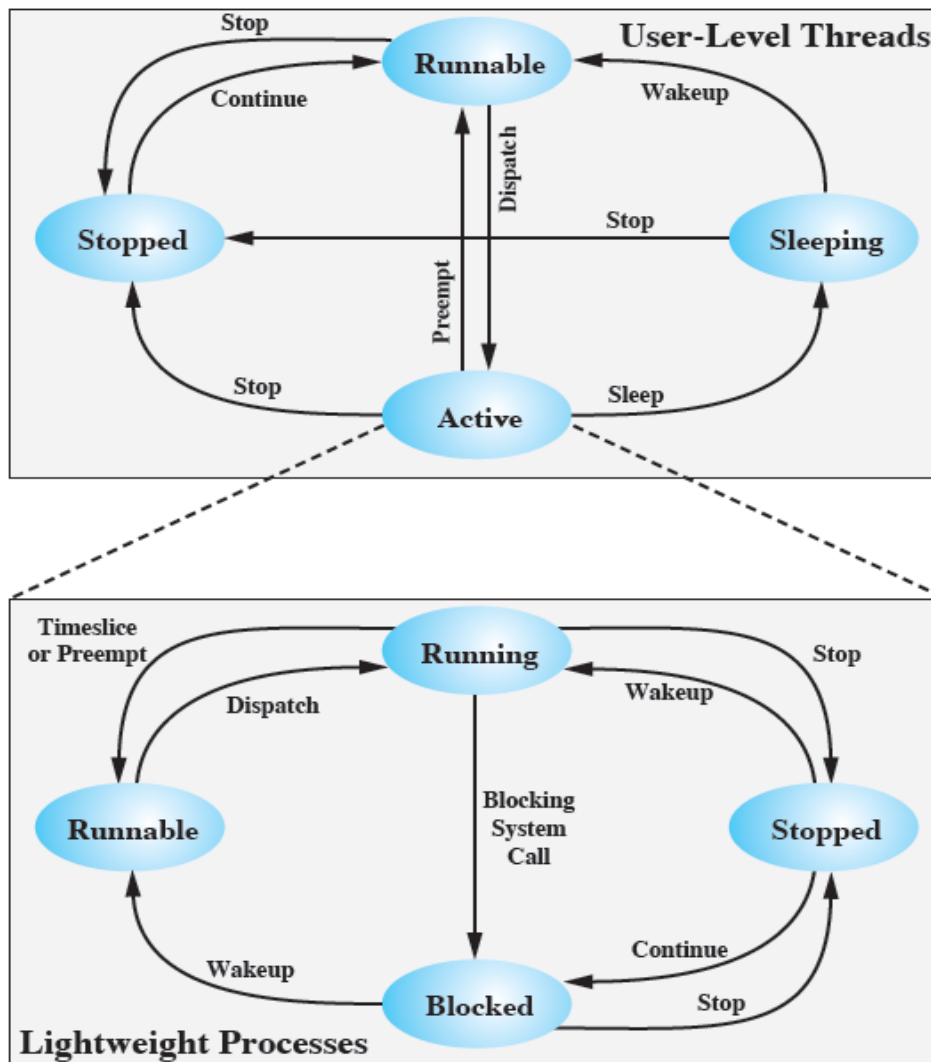 Stop
User-Level Threads
Runnable
Continue
Wakeup
Dispatch
Stopped
Stop
Sleeping
Preempt
Stop
Sleep
Active
Timeslice
or Preempt
Running
Stop
Dispatch
Wakeup
Runnable
Blocking
System
Call
Stopped
Continue
Wakeup
Blocked
Stop
Lightweight Processes